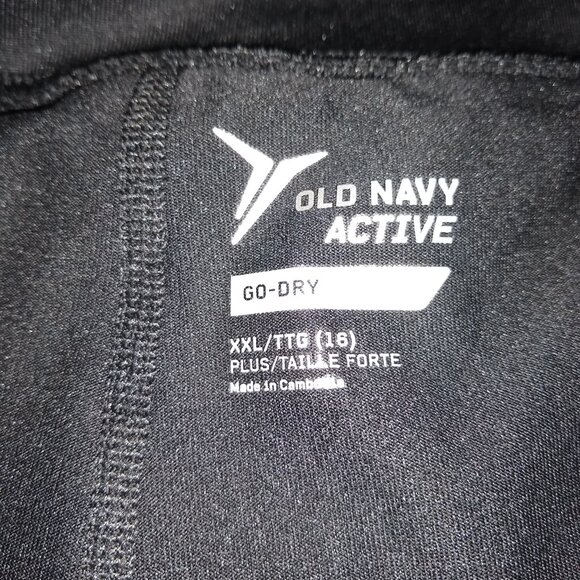 OLD NAVY
ACTIVE
GO-DRY
XXL/TTG (16)
PLUS/TAILLE FORTE
Made in Cambodia